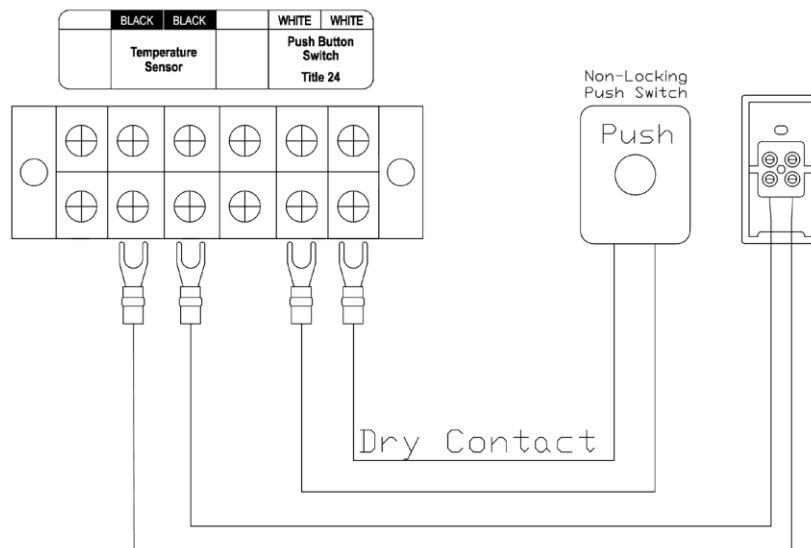 BLACK BLACK WHITE WHITE
Temperature
Sensor
Push Button
Switch
Title 24
Non-Locking
Push Switch
Push
Dry Contact